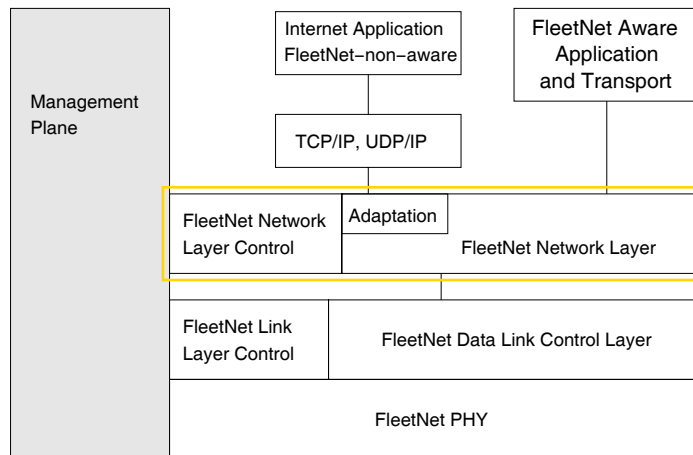 Internet Application
FleetNet–non–aware
FleetNet Aware
Application
and Transport
Management
Plane
TCP/IP, UDP/IP
FleetNet Network
Layer Control
Adaptation
FleetNet Network Layer
FleetNet Link
Layer Control
FleetNet Data Link Control Layer
FleetNet PHY